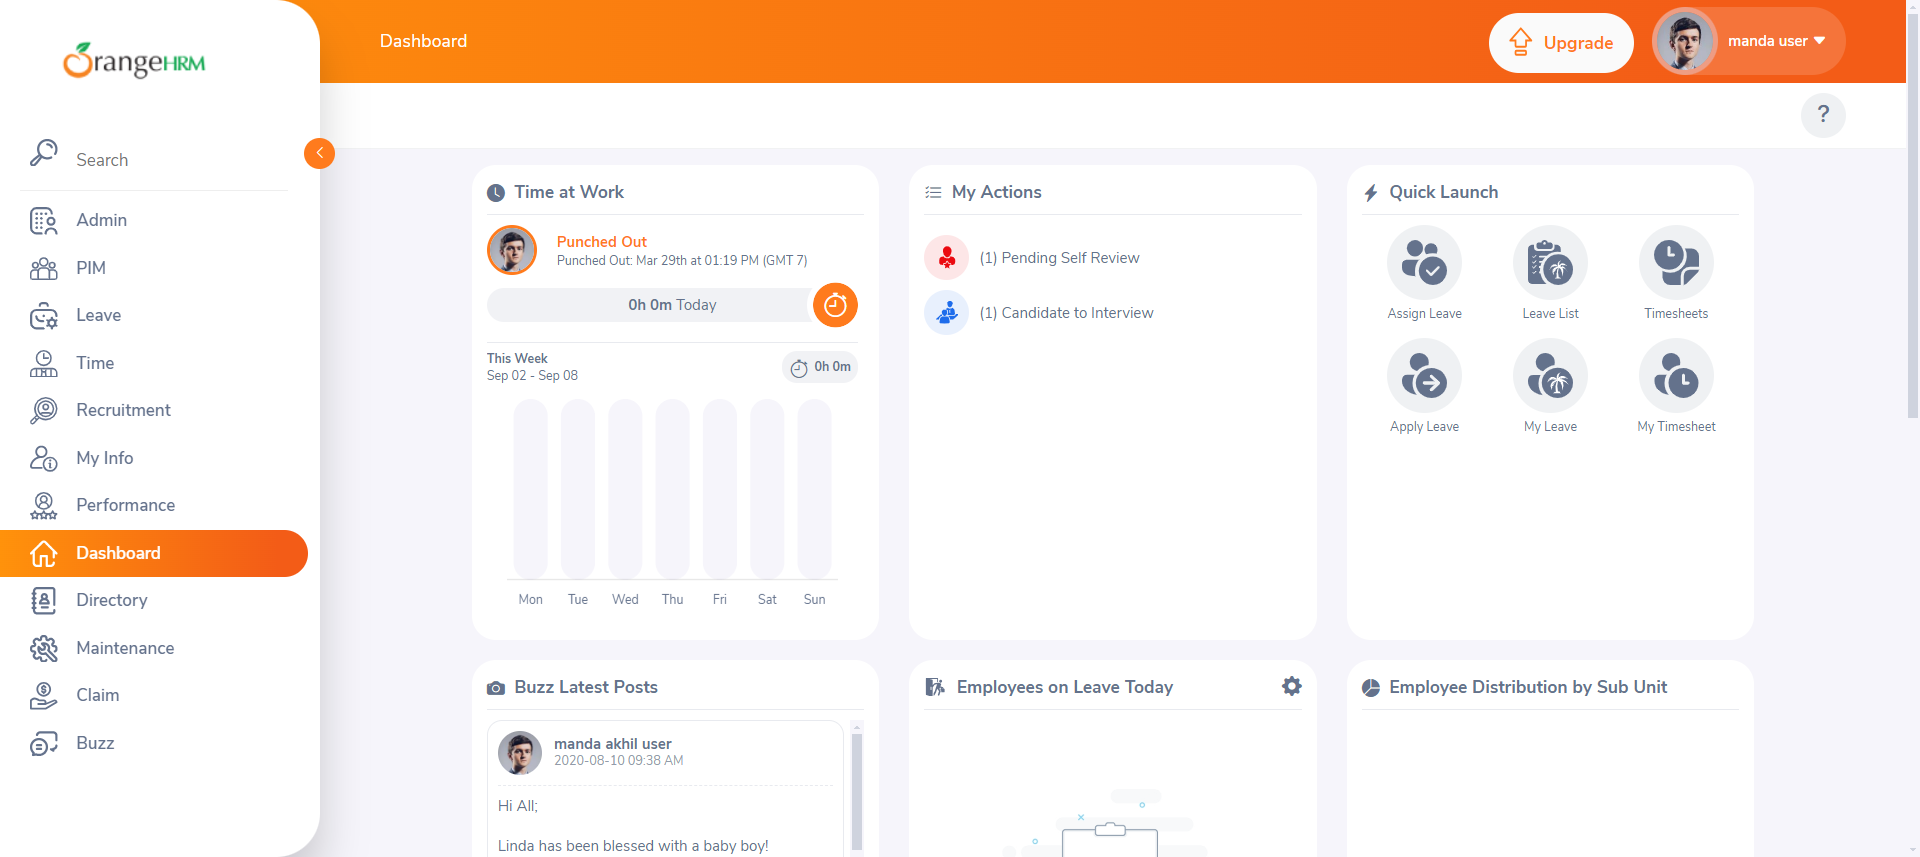 OrangeHRM
Search
Admin
PIM
Leave
Time
Recruitment
My Info
Performance
Dashboard
Directory
Maintenance
Claim
Buzz
Dashboard
Upgrade
manda user
?
Time at Work
Punched Out
Punched Out: Mar 29th at 01:19 PM (GMT 7)
0h 0m Today
This Week
Sep 02 - Sep 08
0h 0m
Mon Tue Wed Thu Fri Sat Sun
My Actions
(1) Pending Self Review
(1) Candidate to Interview
Quick Launch
Assign Leave Leave List Timesheets
Apply Leave My Leave My Timesheet
Buzz Latest Posts
manda akhil user
2020-08-10 09:38 AM
Hi All;
Linda has been blessed with a baby boy!
Employees on Leave Today
Employee Distribution by Sub Unit